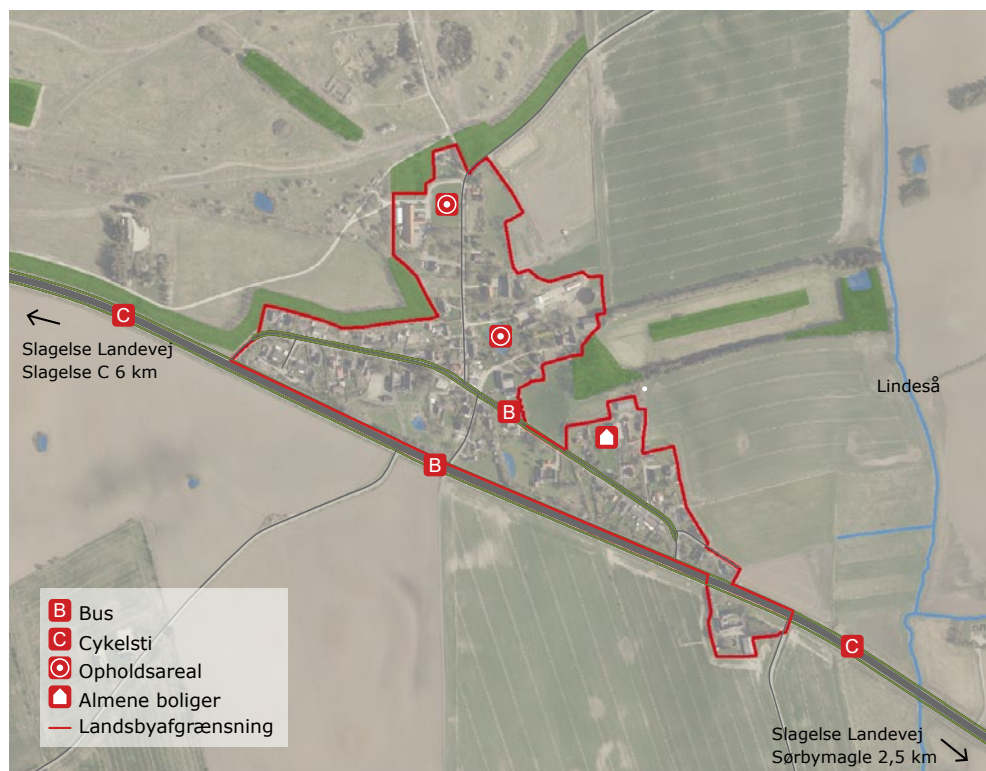 C
Slagelse Landevej
Slagelse C 6 km
Lindeså
B
B
B Bus
C Cykelsti
Opholdsareal
Almene boliger
Landsbyafgrænsning
C
Slagelse Landevej
Sørbymagle 2,5 km